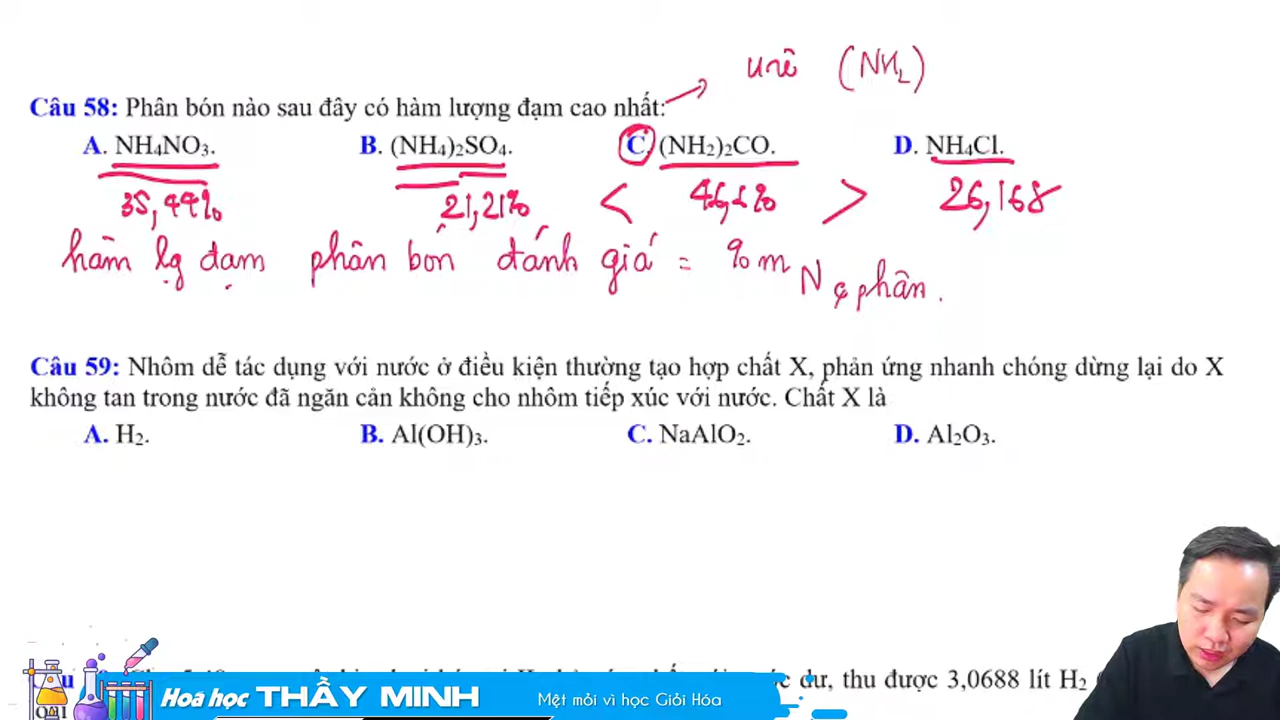 urê (NH2)
Câu 58: Phân bón nào sau đây có hàm lượng đạm cao nhất:
A. NH4NO3. B. (NH4)2SO4. C. (NH2)2CO. D. NH4Cl.
35,44% 21,21% < > 26,168
hàm lg đạm phân bón đánh giá = %m N phân.
Câu 59: Nhôm dễ tác dụng với nước ở điều kiện thường tạo hợp chất X, phản ứng nhanh chóng dừng lại do X
không tan trong nước đã ngăn cản không cho nhôm tiếp xúc với nước. Chất X là
A. H2. B. Al(OH)3. C. NaAlO2. D. Al2O3.
dư, thu được 3,0688 lít H2
Hoá học THẦY MINH Mệt mỏi vì học Giỏi Hóa